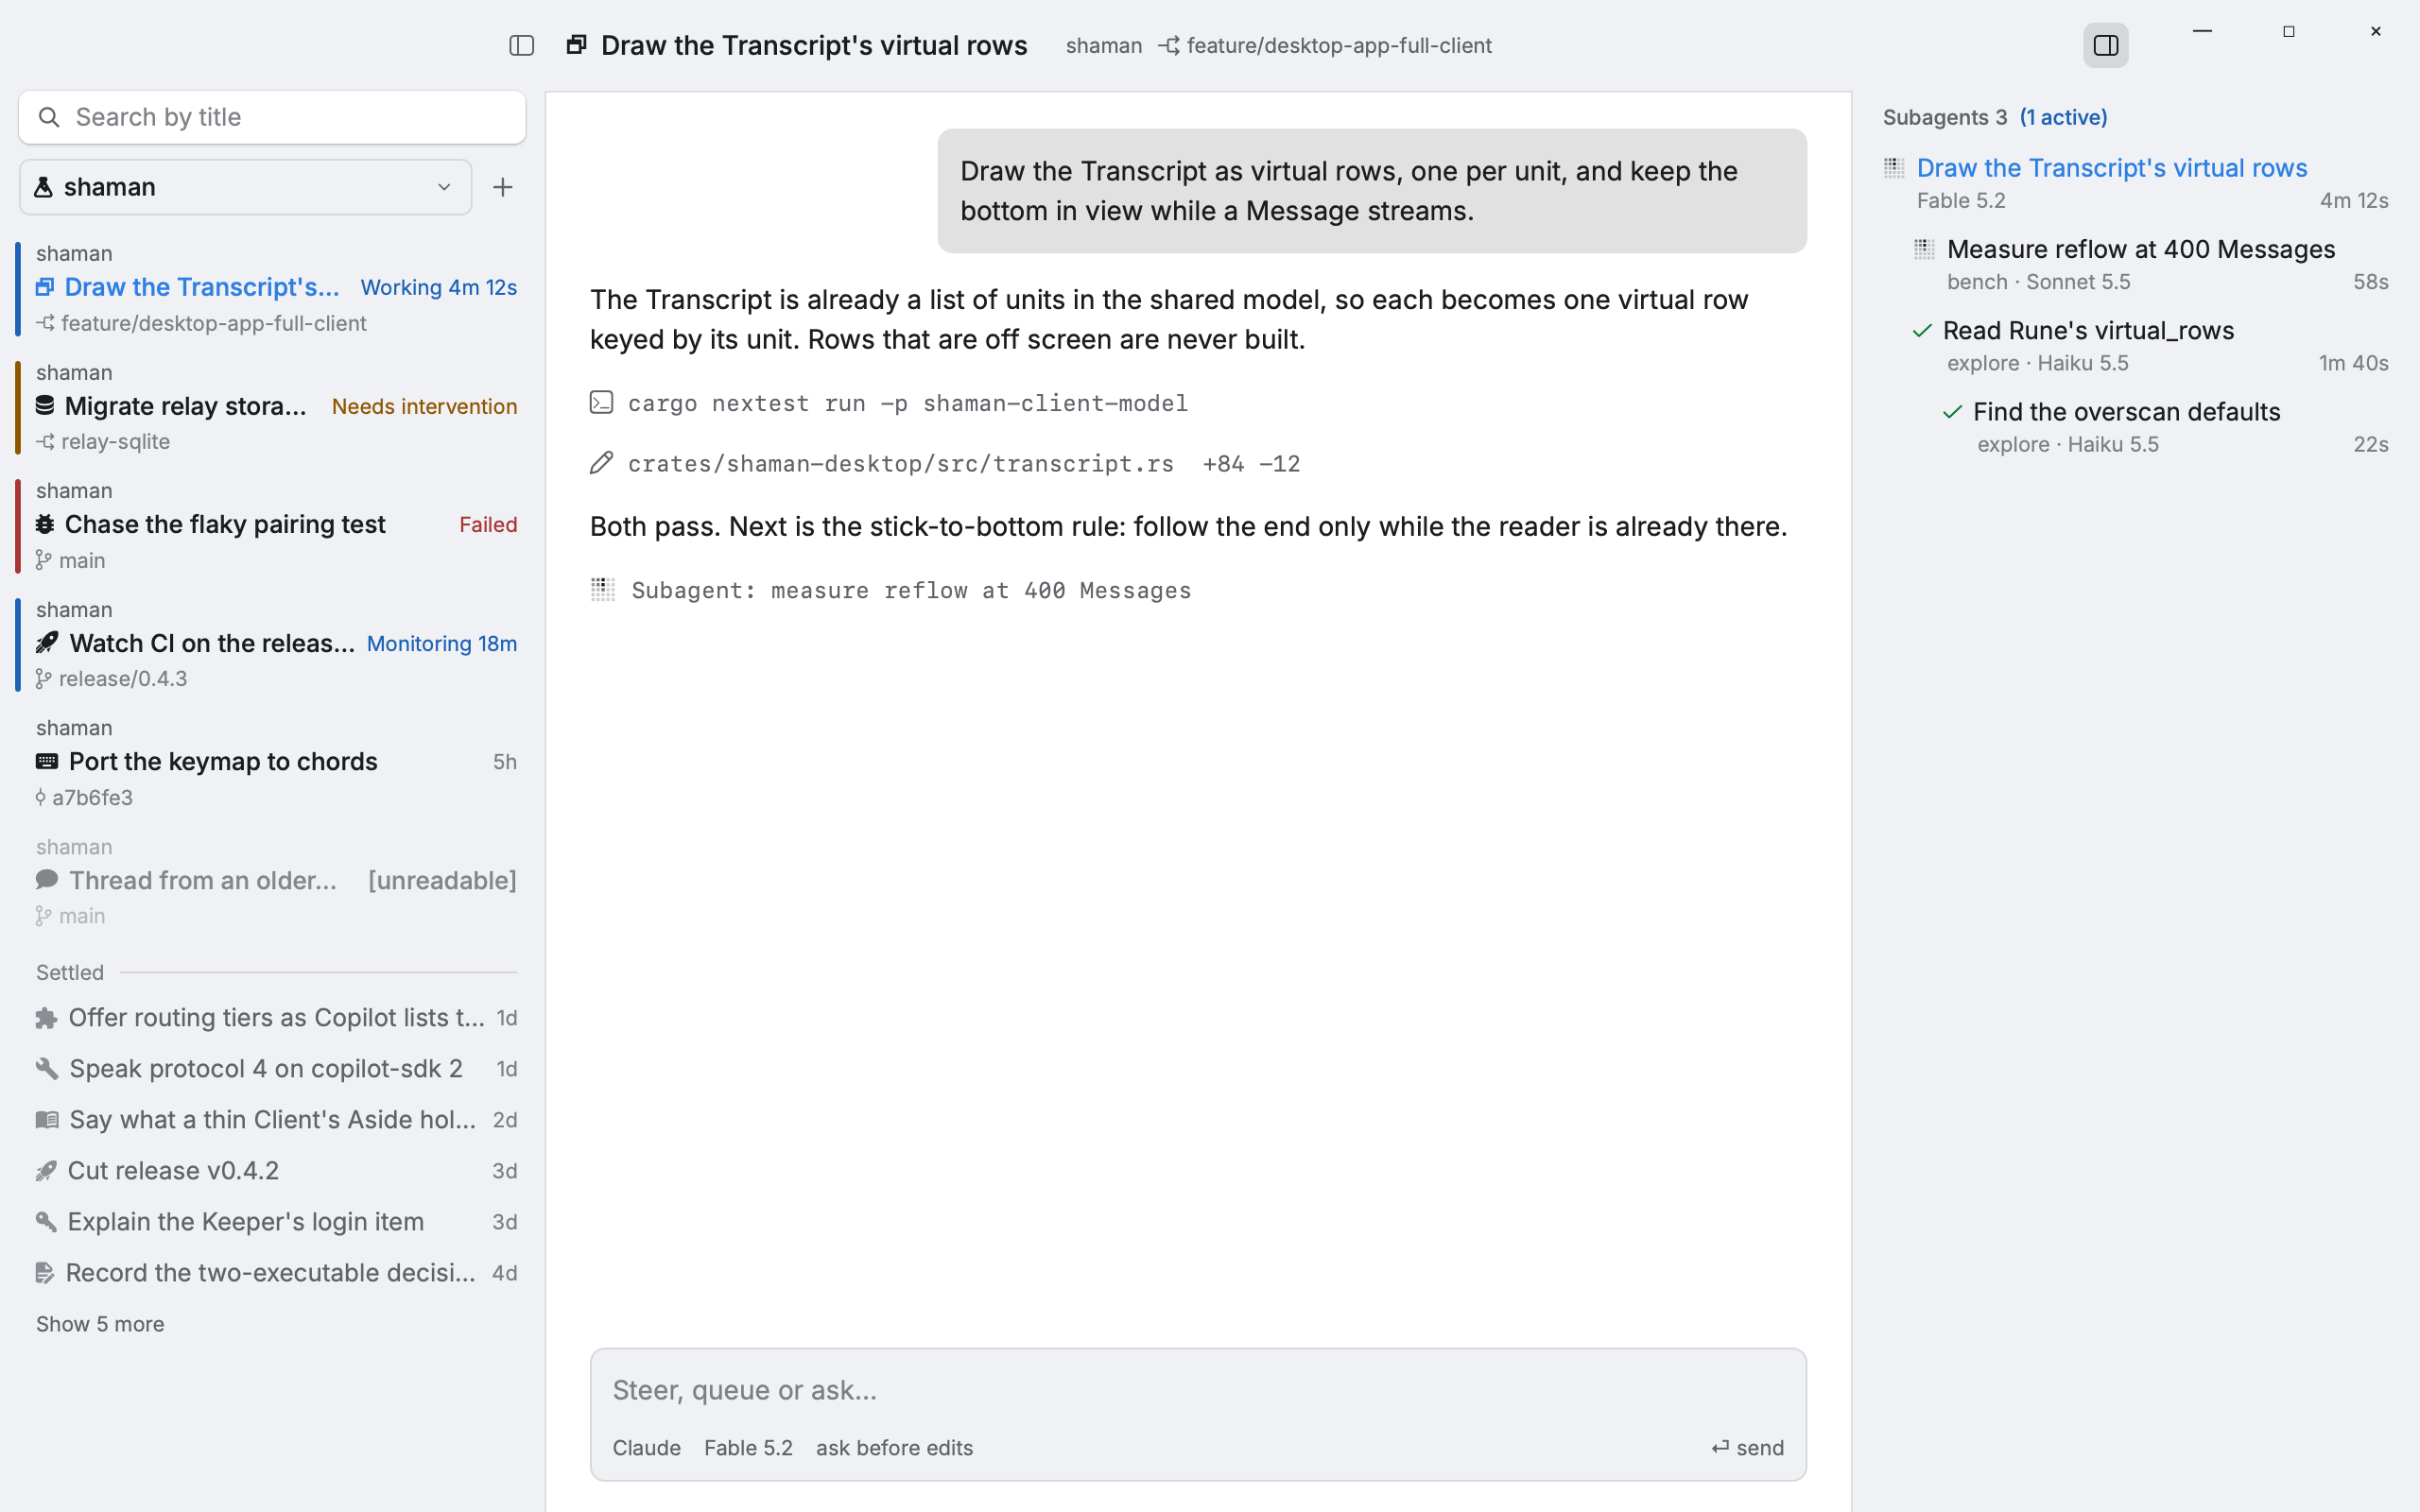 Draw the Transcript's virtual rows shaman feature/desktop-app-full-client
Search by title
shaman
shaman
Draw the Transcript's... Working 4m 12s
feature/desktop-app-full-client
shaman
Migrate relay stora... Needs intervention
relay-sqlite
shaman
Chase the flaky pairing test Failed
main
shaman
Watch CI on the releas... Monitoring 18m
release/0.4.3
shaman
Port the keymap to chords 5h
a7b6fe3
shaman
Thread from an older... [unreadable]
main
Settled
Offer routing tiers as Copilot lists t... 1d
Speak protocol 4 on copilot-sdk 2 1d
Say what a thin Client's Aside hol... 2d
Cut release v0.4.2 3d
Explain the Keeper's login item 3d
Record the two-executable decisi... 4d
Show 5 more
Draw the Transcript as virtual rows, one per unit, and keep the
bottom in view while a Message streams.
The Transcript is already a list of units in the shared model, so each becomes one virtual row
keyed by its unit. Rows that are off screen are never built.
cargo nextest run -p shaman-client-model
crates/shaman-desktop/src/transcript.rs +84 -12
Both pass. Next is the stick-to-bottom rule: follow the end only while the reader is already there.
Subagent: measure reflow at 400 Messages
Steer, queue or ask...
Claude Fable 5.2 ask before edits send
Subagents 3 (1 active)
Draw the Transcript's virtual rows
Fable 5.2 4m 12s
Measure reflow at 400 Messages
bench · Sonnet 5.5 58s
Read Rune's virtual_rows
explore · Haiku 5.5 1m 40s
Find the overscan defaults
explore · Haiku 5.5 22s